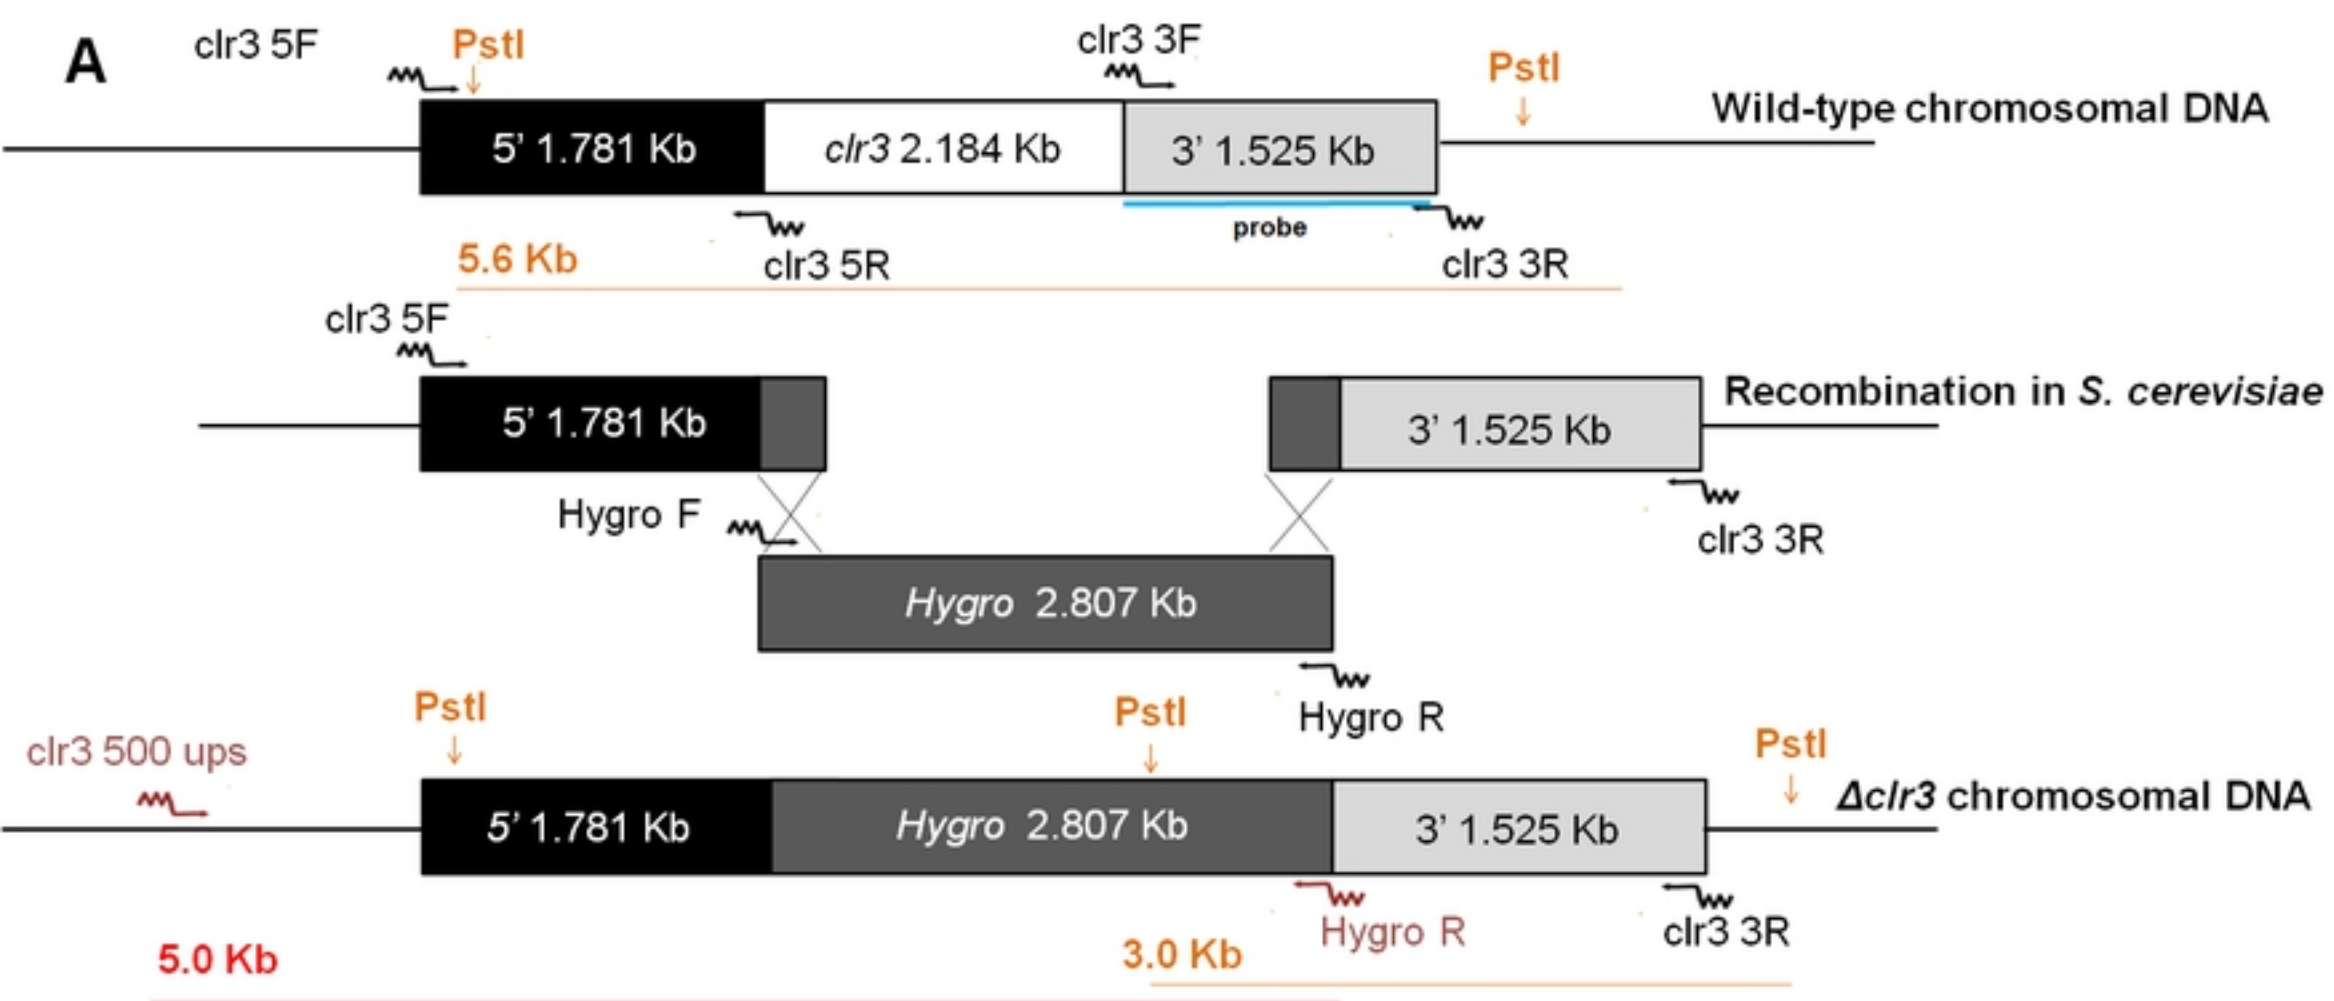 A
clr3 5F
PstI
clr3 3F
PstI
Wild-type chromosomal DNA
5’ 1.781 Kb
clr3 2.184 Kb
3’ 1.525 Kb
probe
5.6 Kb
clr3 5R
clr3 3R
clr3 5F
Recombination in S. cerevisiae
5’ 1.781 Kb
3’ 1.525 Kb
Hygro F
clr3 3R
Hygro 2.807 Kb
Hygro R
PstI
PstI
PstI
clr3 500 ups
Δclr3 chromosomal DNA
5’ 1.781 Kb
Hygro 2.807 Kb
3’ 1.525 Kb
Hygro R
clr3 3R
5.0 Kb
3.0 Kb